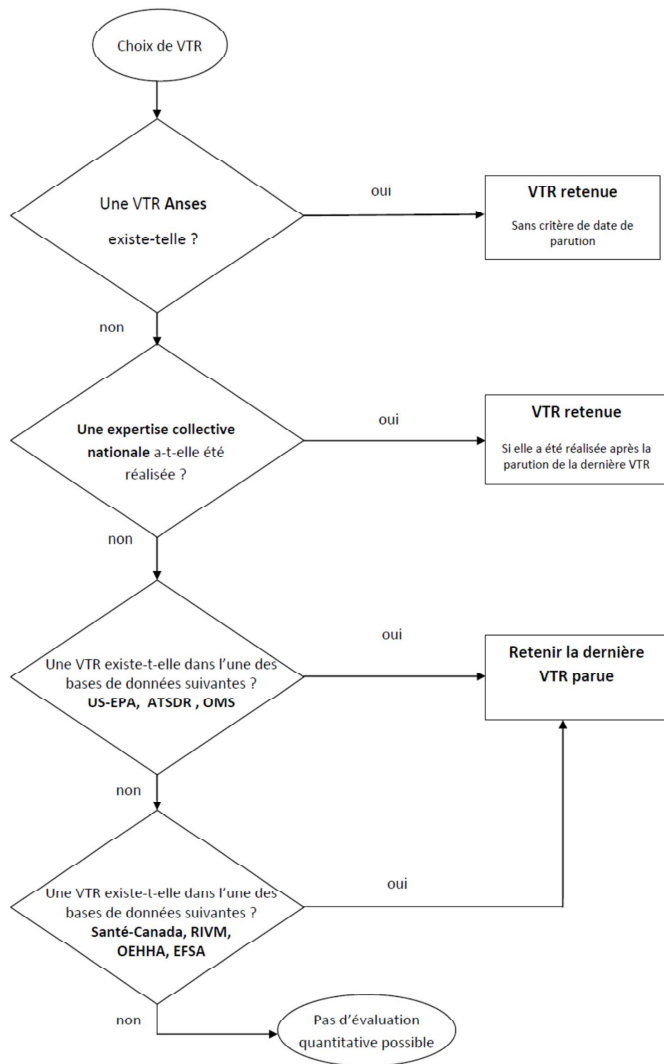 Choix de VTR
Une VTR Anses
existe-telle ?
oui
VTR retenue
Sans critère de date de
parution
non
Une expertise collective
nationale a-t-elle été
réalisée ?
oui
VTR retenue
Si elle a été réalisée après la
parution de la dernière VTR
non
Une VTR existe-t-elle dans l’une des
bases de données suivantes ?
US-EPA, ATSDR , OMS
oui
Retenir la dernière
VTR parue
non
Une VTR existe-t-elle dans l’une des
bases de données suivantes ?
Santé-Canada, RIVM,
OEHHA, EFSA
oui
non
Pas d’évaluation
quantitative possible